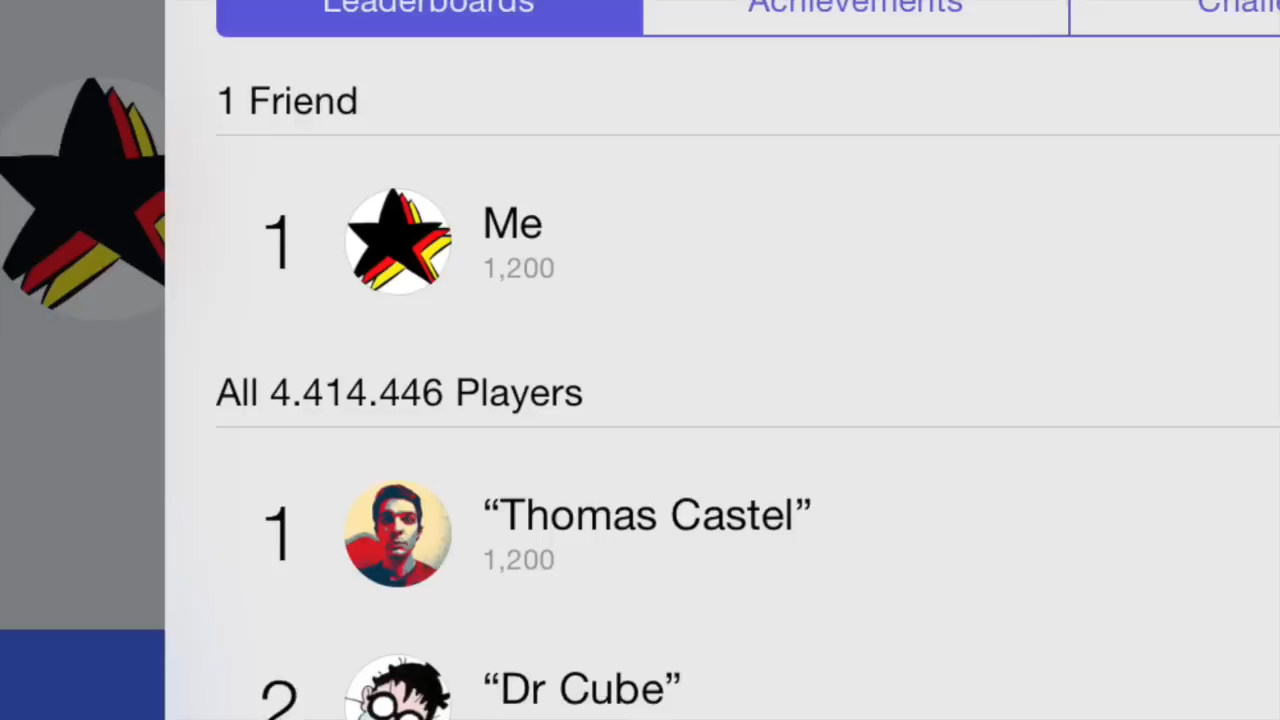 Leaderboards
Achievements
1 Friend
1
Me
1,200
All 4.414.446 Players
1
“Thomas Castel”
1,200
2
“Dr Cube”